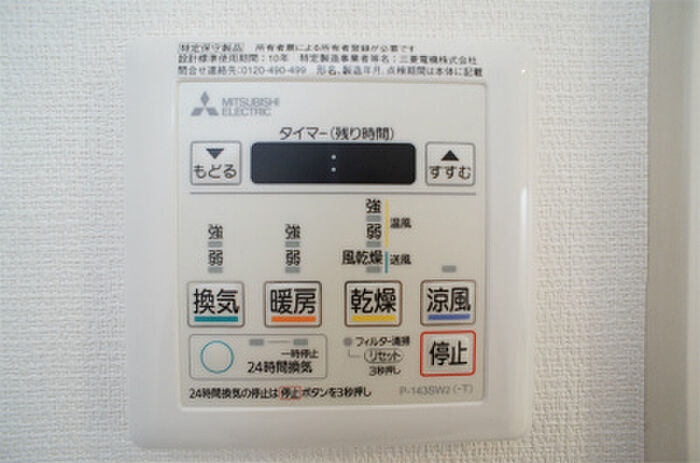 特定保守製品 所有者票による所有者登録が必要です
設計標準使用期間：10年 特定製造事業者等名：三菱電機株式会社
問合せ連絡先：0120-490-499 形名、製造年月、点検期間は本体に記載
MITSUBISHI
ELECTRIC
タイマー(残り時間)
▼
もどる
:
▲
すすむ
強
弱
強
弱
強
弱
温風
風乾燥
送風
換気
暖房
乾燥
涼風
一時停止
24時間換気
フィルター清掃
リセット
3秒押し
停止
24時間換気の停止は停止ボタンを3秒押し
P-143SW2(-T)